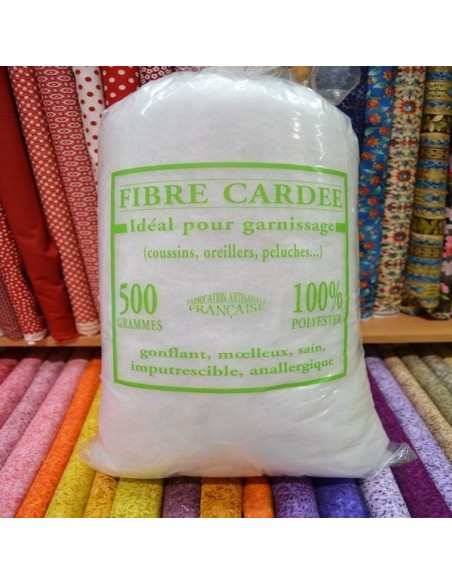 FIBRE CARDEE
Idéal pour garnissage
(coussins, oreillers, peluches...)
500
GRAMMES
FABRICATION ARTISANALE
FRANÇAISE
100%
POLYESTER
gonflant, mœlleux, sain,
imputrescible, anallergique